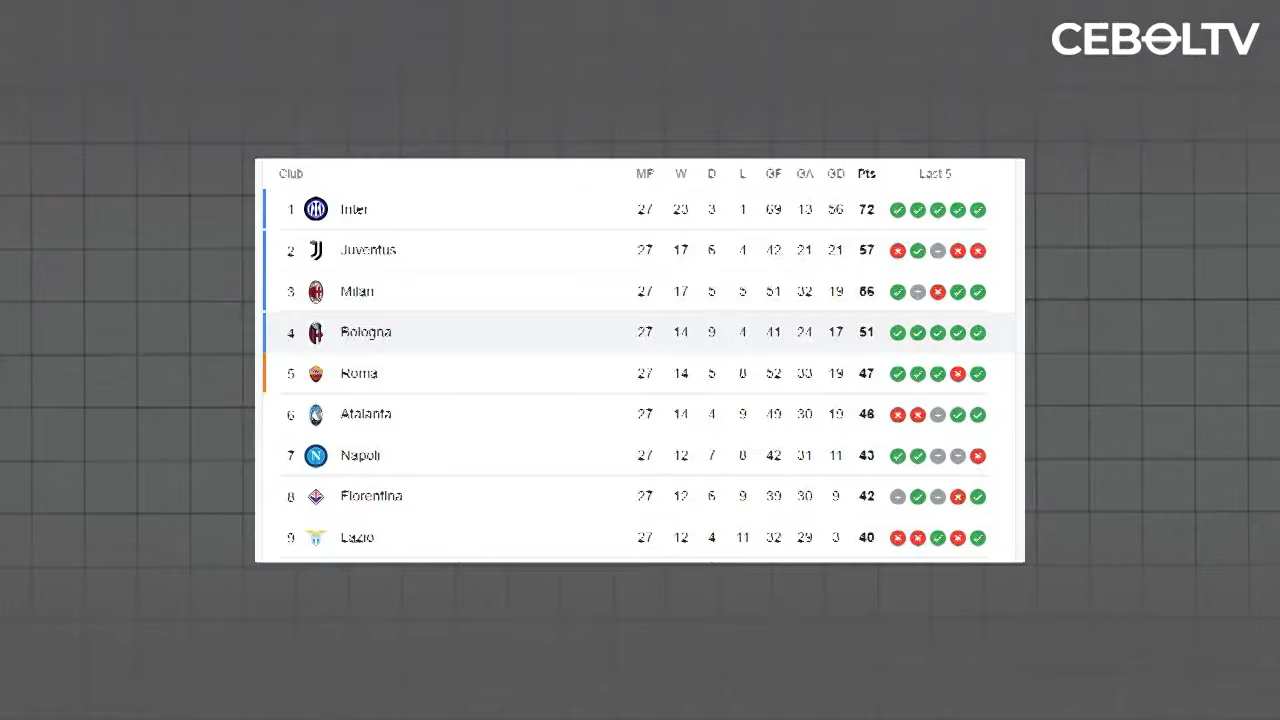 CEBOLTV
Club MP W D L GF GA GD Pts Last 5
1 Inter 27 23 3 1 69 13 56 72
2 Juventus 27 17 6 4 42 21 21 57
3 Milan 27 17 5 5 51 32 19 56
4 Bologna 27 14 9 4 41 24 17 51
5 Roma 27 14 5 8 52 33 19 47
6 Atalanta 27 14 4 9 49 30 19 46
7 Napoli 27 12 7 8 42 31 11 43
8 Fiorentina 27 12 6 9 39 30 9 42
9 Lazio 27 12 4 11 32 29 3 40